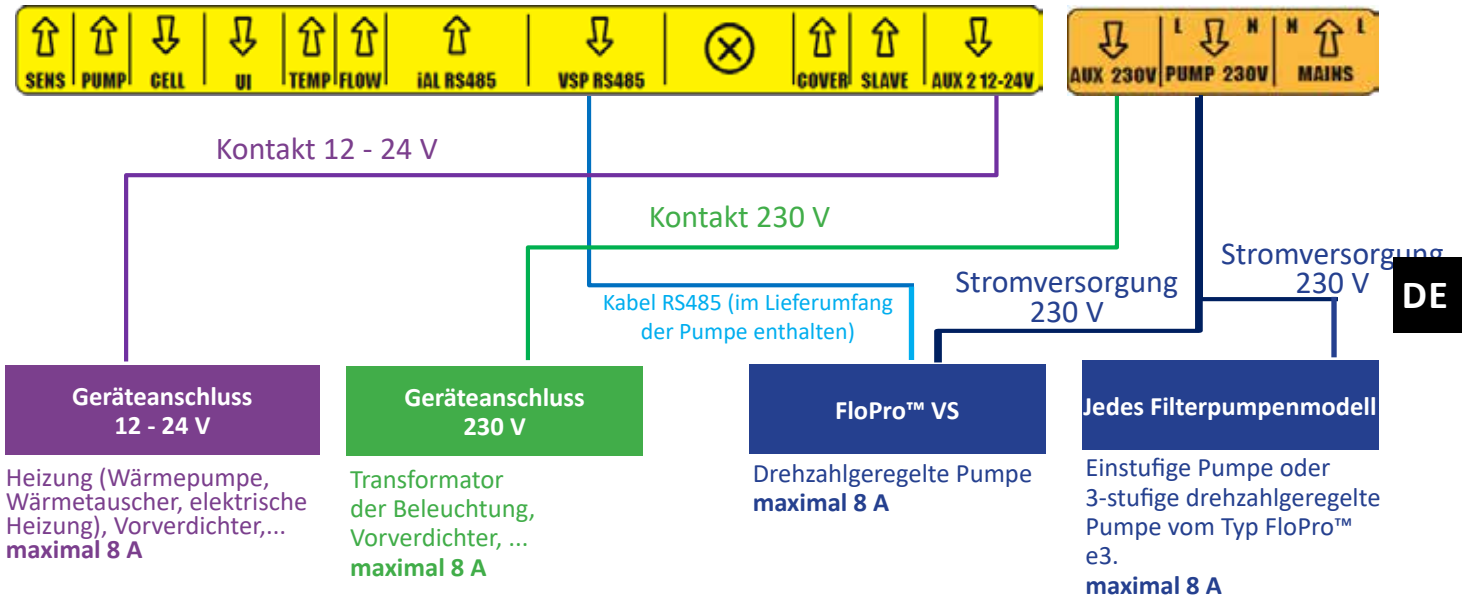 SENS PUMP CELL UI TEMP FLOW iAL RS485 VSP RS485 COVER SLAVE AUX 2 12-24V
L N N L
AUX 230V PUMP 230V MAINS
Kontakt 12 - 24 V
Kontakt 230 V
Kabel RS485 (im Lieferumfang
der Pumpe enthalten)
Stromversorgung
230 V
Stromversorgung
230 V
DE
Geräteanschluss
12 - 24 V
Heizung (Wärmepumpe,
Wärmetauscher, elektrische
Heizung), Vorverdichter,...
maximal 8 A
Geräteanschluss
230 V
Transformator
der Beleuchtung,
Vorverdichter, ...
maximal 8 A
FloPro™ VS
Drehzahlgeregelte Pumpe
maximal 8 A
Jedes Filterpumpenmodell
Einstufige Pumpe oder
3-stufige drehzahlgeregelte
Pumpe vom Typ FloPro™
e3.
maximal 8 A